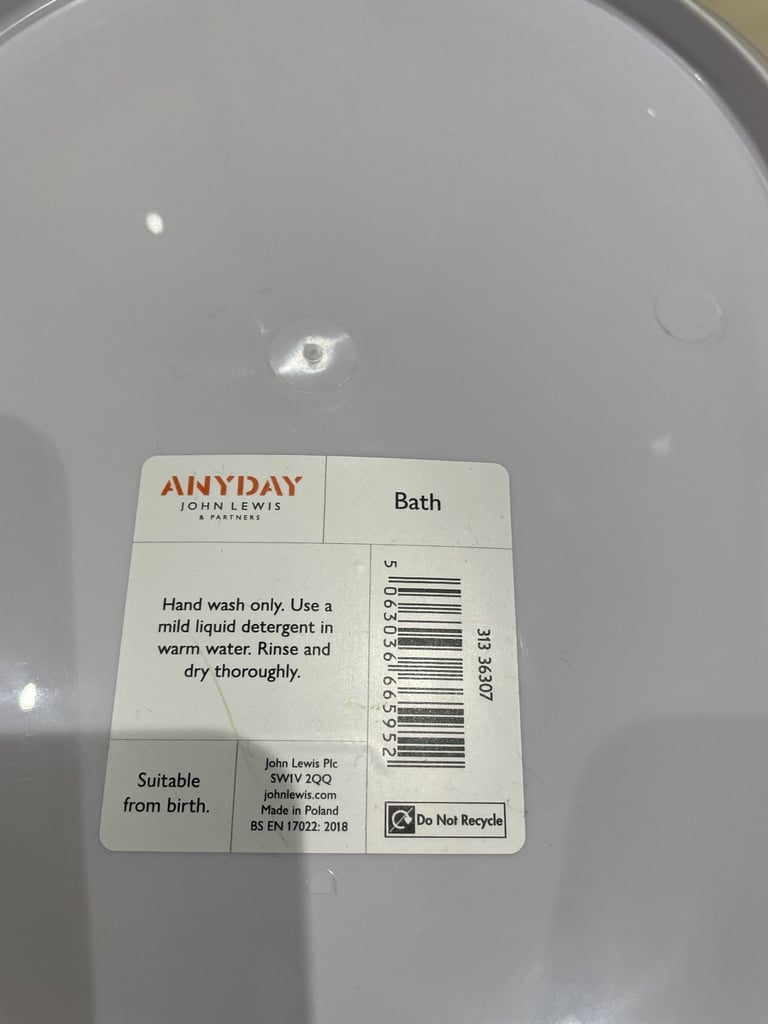 ANYDAY
JOHN LEWIS
& PARTNERS
Bath
Hand wash only. Use a
mild liquid detergent in
warm water. Rinse and
dry thoroughly.
5 063036 665952
313 36307
Suitable
from birth.
John Lewis Plc
SW1V 2QQ
johnlewis.com
Made in Poland
BS EN 17022: 2018
Do Not Recycle